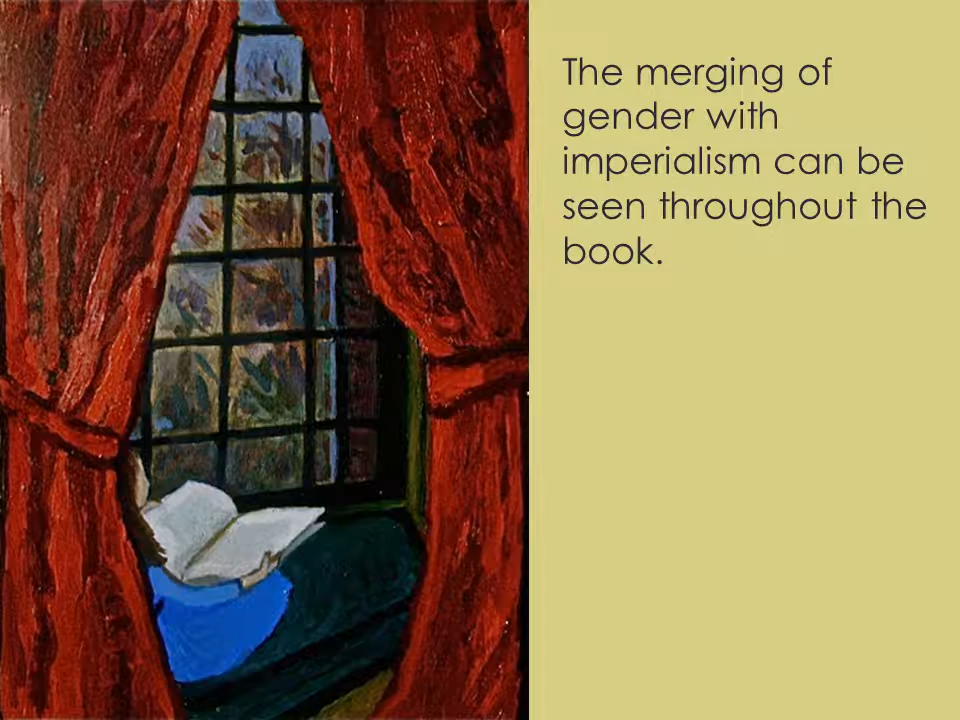 The merging of
gender with
imperialism can be
seen throughout the
book.